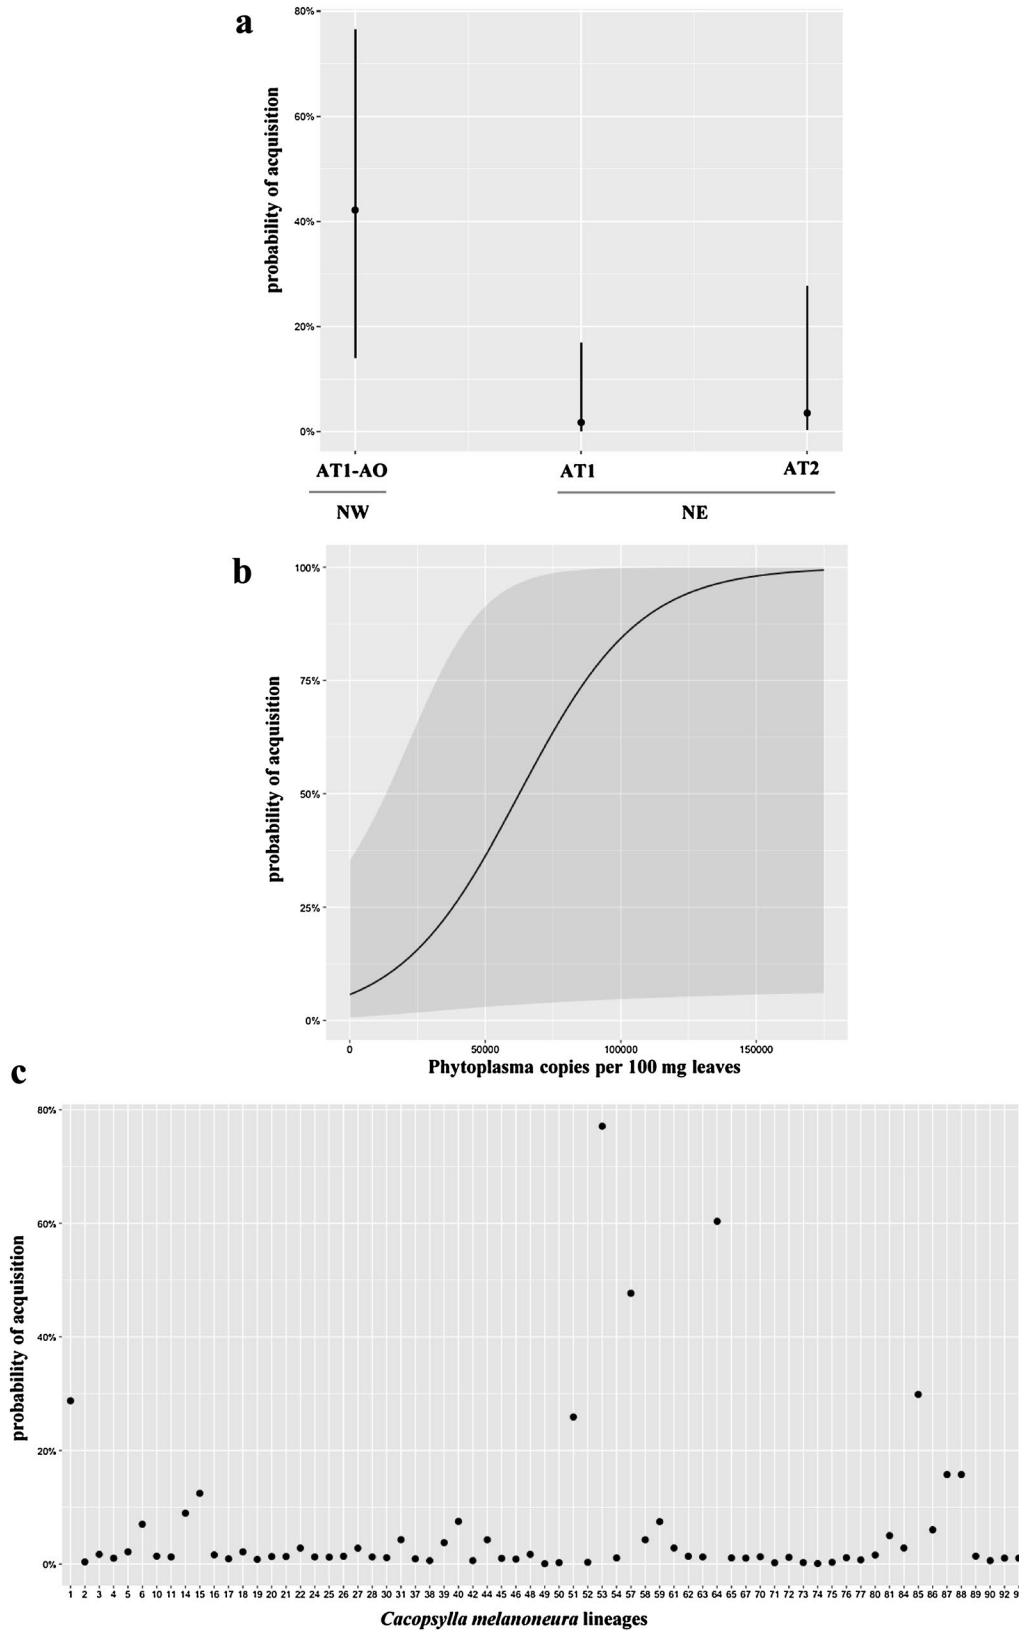 a
80%
60%
40%
20%
0%
probability of acquisition
AT1-AO AT1 AT2
NW NE
b
100%
75%
50%
25%
0%
probability of acquisition
0 50000 100000 150000
Phytoplasma copies per 100 mg leaves
c
80%
60%
40%
20%
0%
probability of acquisition
1 2 3 4 5 6 10 11 14 15 16 17 18 19 20 21 22 24 25 26 27 28 30 31 37 38 39 40 42 44 45 46 48 49 50 51 52 53 54 57 58 59 61 62 63 64 65 67 70 71 72 73 74 75 76 77 80 81 84 85 86 87 88 89 90 92
Cacopsylla melanoneura lineages